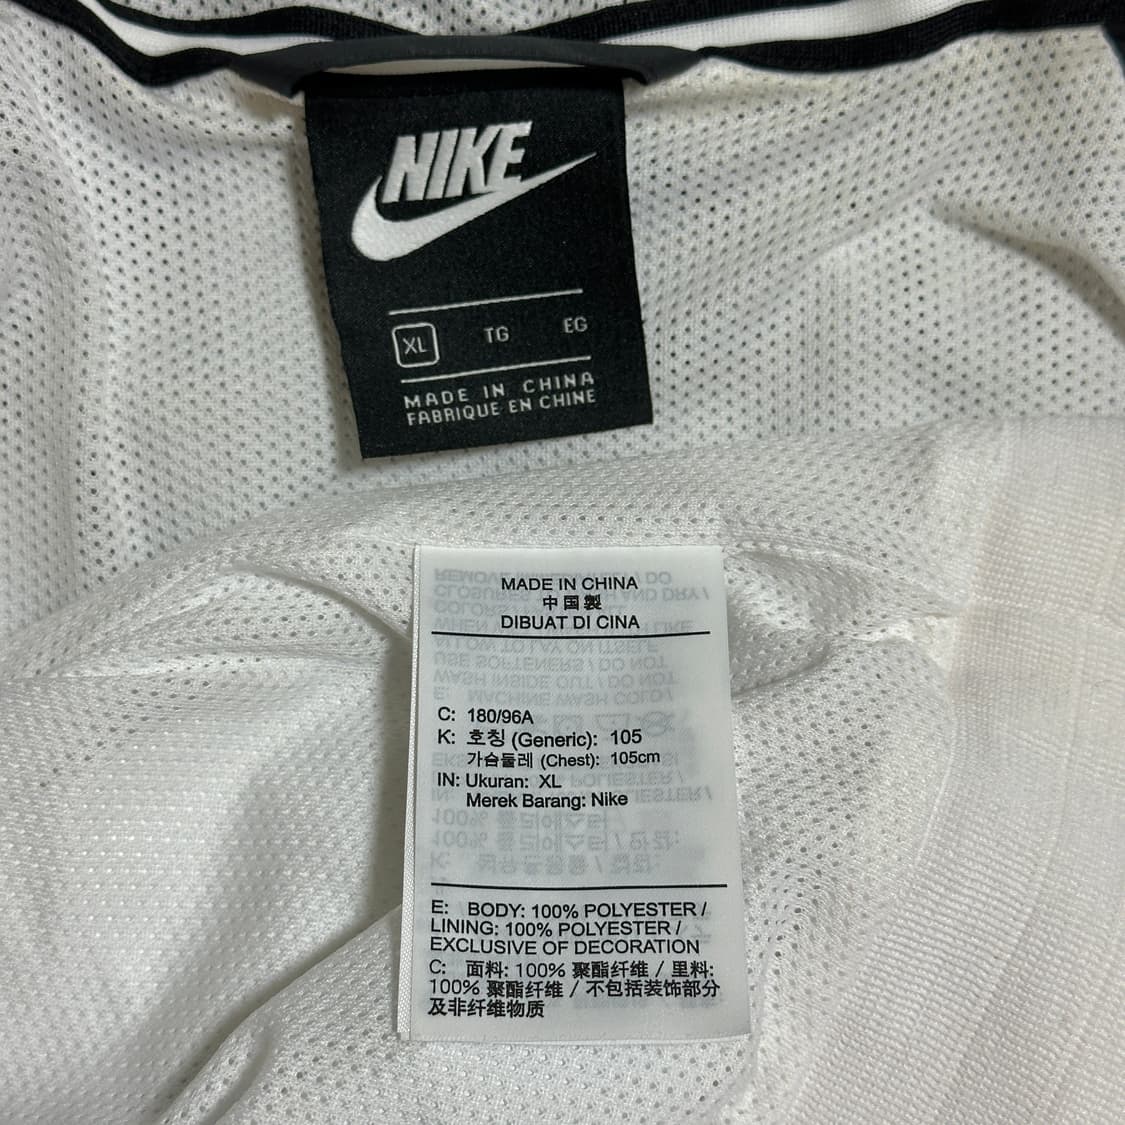 NIKE
XL TG EG
MADE IN CHINA
FABRIQUE EN CHINE
MADE IN CHINA
中国製
DIBUAT DI CINA
C: 180/96A
K: 호칭 (Generic): 105
가슴둘레 (Chest): 105cm
IN: Ukuran: XL
Merek Barang: Nike
E: BODY: 100% POLYESTER /
LINING: 100% POLYESTER /
EXCLUSIVE OF DECORATION
C: 面料: 100% 聚酯纤维 / 里料:
100% 聚酯纤维 / 不包括装饰部分
及非纤维物质